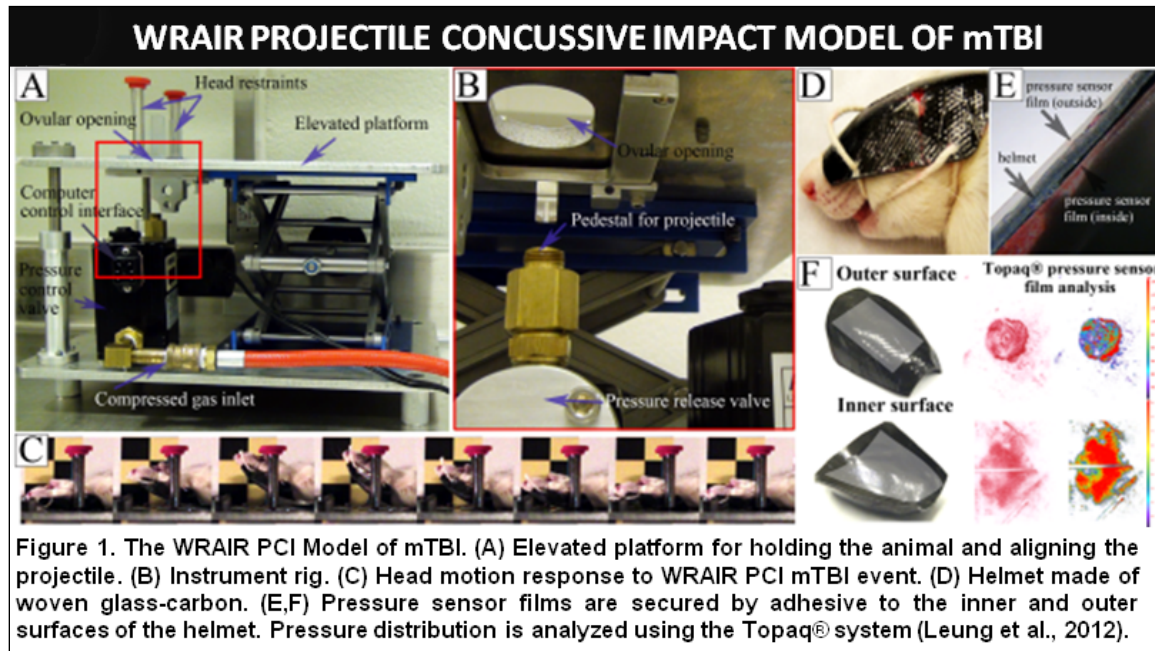 WRAIR PROJECTILE CONCUSSIVE IMPACT MODEL OF mTBI
A
Head restraints
Ovular opening
Elevated platform
Computer
control interface
Pressure
control valve
Compressed gas inlet
B
Ovular opening
Pedestal for projectile
Pressure release valve
C
D
E
pressure sensor
film (outside)
helmet
pressure sensor
film (inside)
F
Outer surface
Inner surface
Topaq® pressure sensor
film analysis
Figure 1. The WRAIR PCI Model of mTBI. (A) Elevated platform for holding the animal and aligning the
projectile. (B) Instrument rig. (C) Head motion response to WRAIR PCI mTBI event. (D) Helmet made of
woven glass-carbon. (E,F) Pressure sensor films are secured by adhesive to the inner and outer
surfaces of the helmet. Pressure distribution is analyzed using the Topaq® system (Leung et al., 2012).